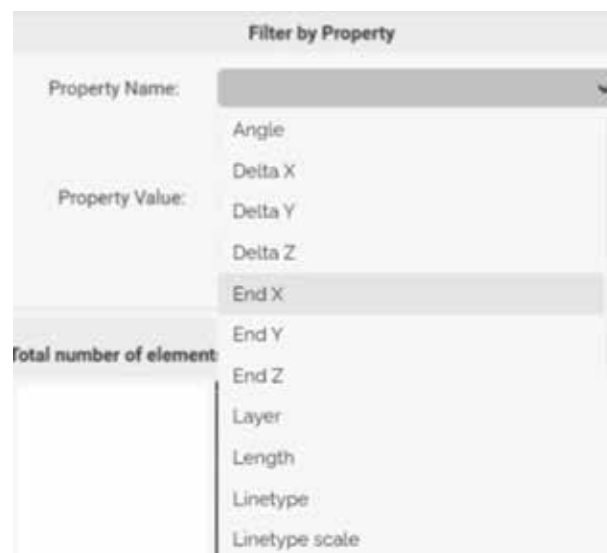 Filter by Property
Property Name:
Angle
Delta X
Property Value:
Delta Y
Delta Z
End X
End Y
Total number of element
End Z
Layer
Length
Linetype
Linetype scale